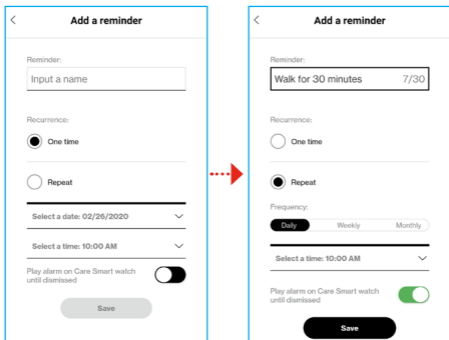 Add a reminder
Reminder:
Input a name
Recurrence:
One time
Repeat
Select a date: 02/26/2020
Select a time: 10:00 AM
Play alarm on Care Smart watch
until dismissed
Save
Add a reminder
Reminder:
Walk for 30 minutes 7/30
Recurrence:
One time
Repeat
Frequency:
Daily Weekly Monthly
Select a time: 10:00 AM
Play alarm on Care Smart watch
until dismissed
Save